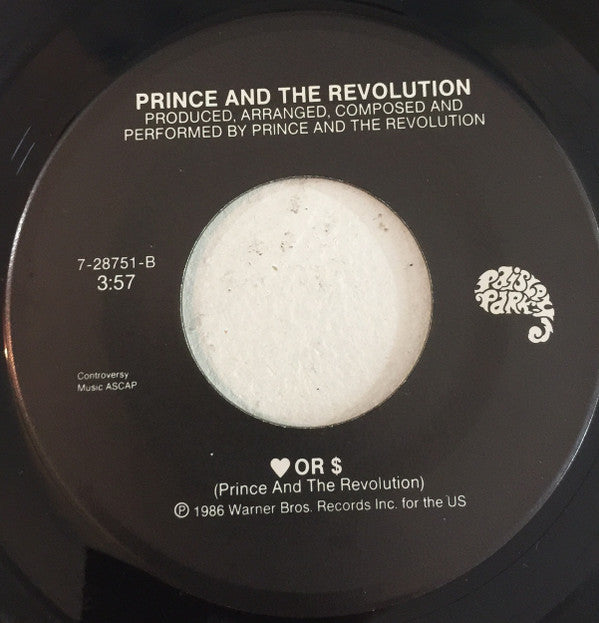 PRINCE AND THE REVOLUTION
PRODUCED, ARRANGED, COMPOSED AND
PERFORMED BY PRINCE AND THE REVOLUTION
7-28751-B
3:57
PAISLEY
PARK
Controversy
Music ASCAP
♥ OR $
(Prince And The Revolution)
℗ 1986 Warner Bros. Records Inc. for the US